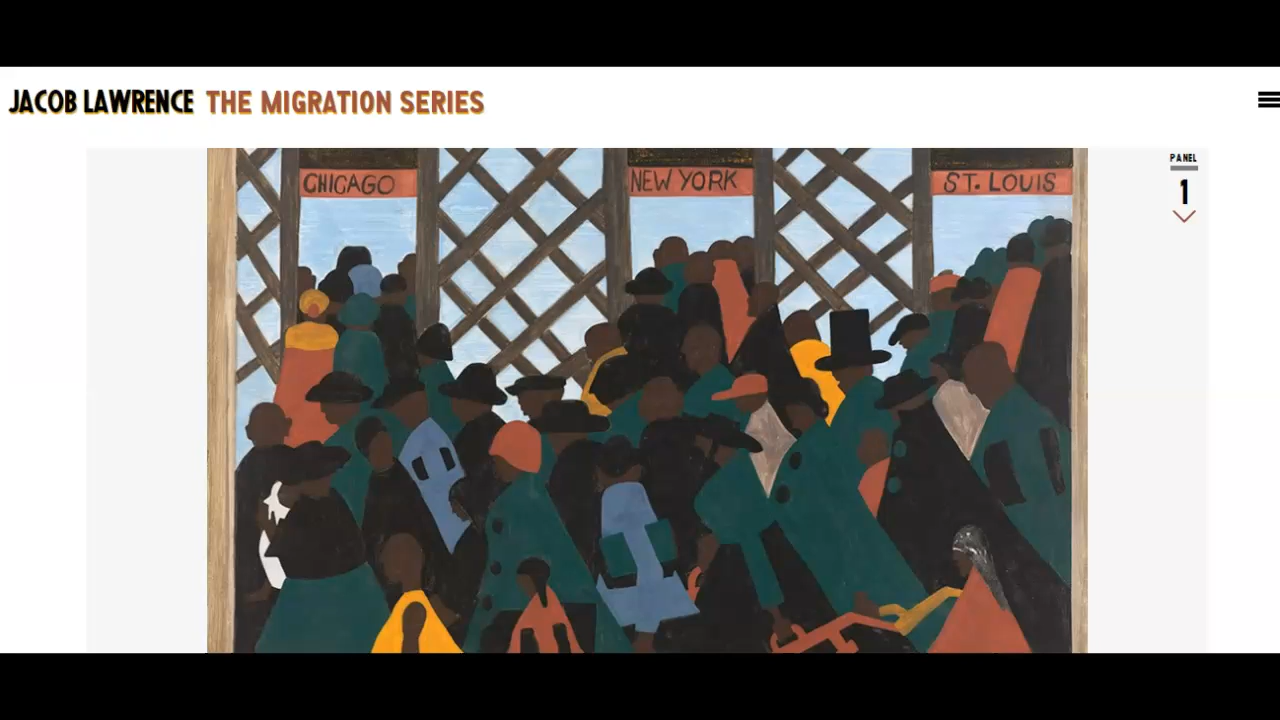 JACOB LAWRENCE THE MIGRATION SERIES
PANEL
1
CHICAGO
NEW YORK
ST. LOUIS